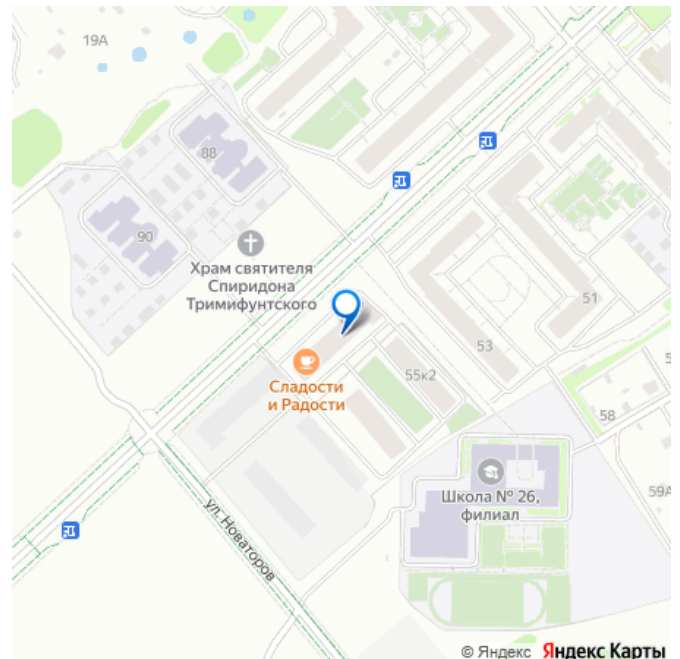 19А
88
90
Храм святителя
Спиридона
Тримифунтского
51
53
55к2
Сладости
и Радости
58
59А
Школа № 26,
филиал
ул. Новаторов
© Яндекс Яндекс Карты